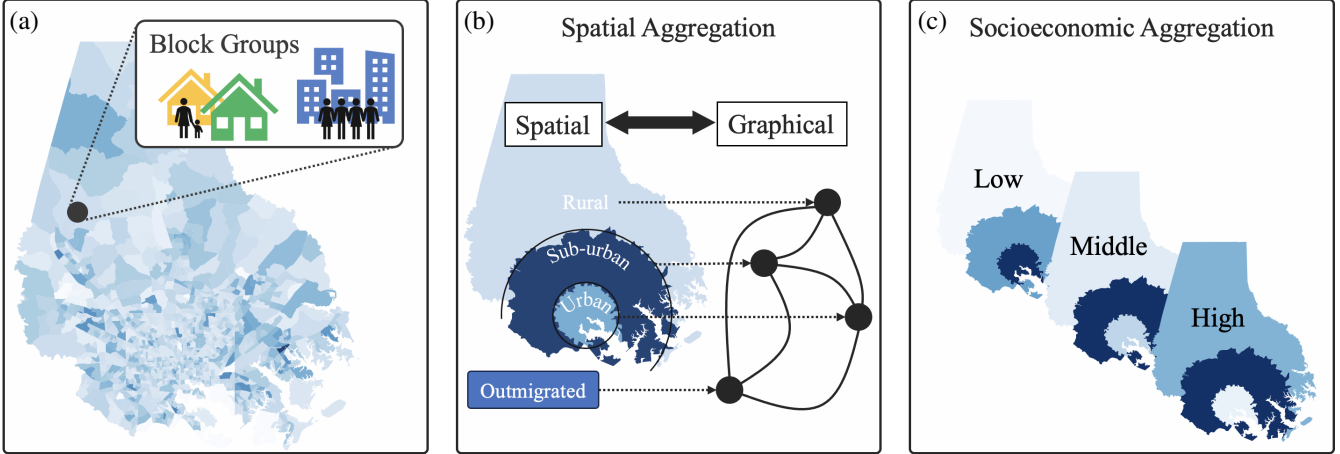 (a)
Block Groups
(b)
Spatial Aggregation
Spatial
Graphical
Rural
Sub-urban
Urban
Outmigrated
(c)
Socioeconomic Aggregation
Low
Middle
High